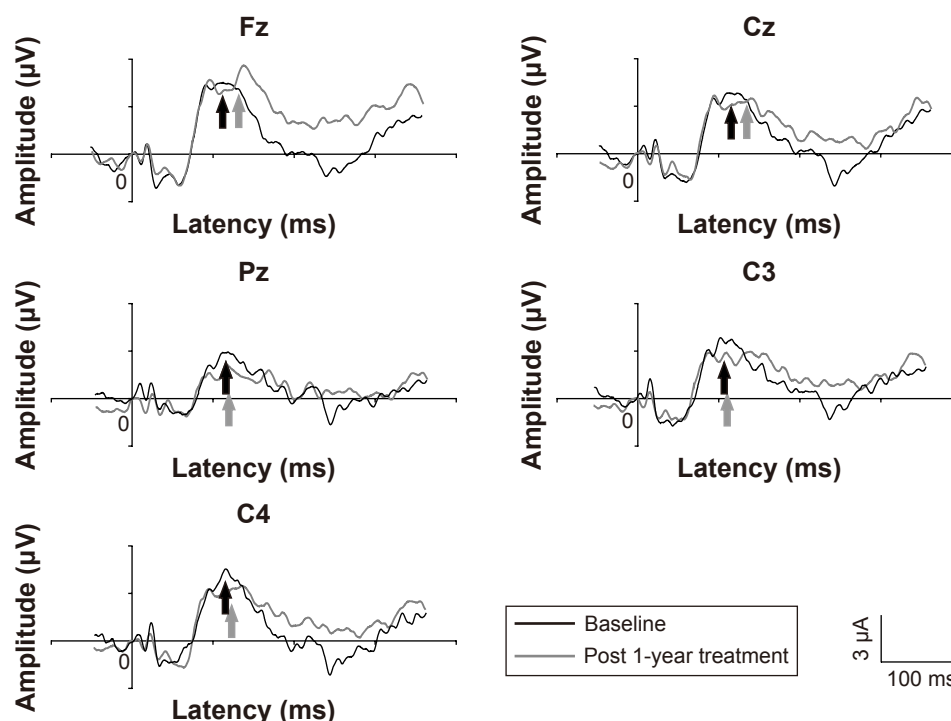 Fz
Amplitude (µV)
0
Latency (ms)
Cz
Amplitude (µV)
0
Latency (ms)
Pz
Amplitude (µV)
0
Latency (ms)
C3
Amplitude (µV)
0
Latency (ms)
C4
Amplitude (µV)
0
Latency (ms)
Baseline
Post 1-year treatment
3 µA
100 ms